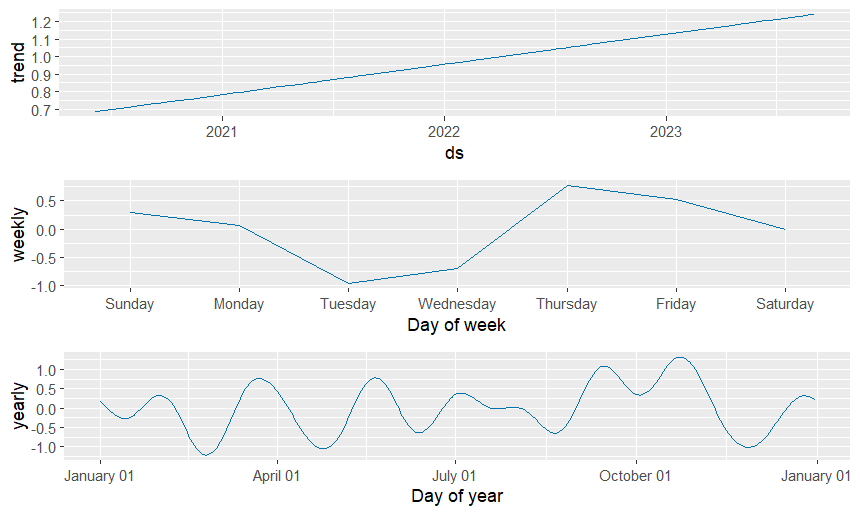 trend
1.2
1.1
1.0
0.9
0.8
0.7
2021 2022 2023
ds
weekly
0.5
0.0
-0.5
-1.0
Sunday Monday Tuesday Wednesday Thursday Friday Saturday
Day of week
yearly
1.0
0.5
0.0
-0.5
-1.0
January 01 April 01 July 01 October 01 January 01
Day of year